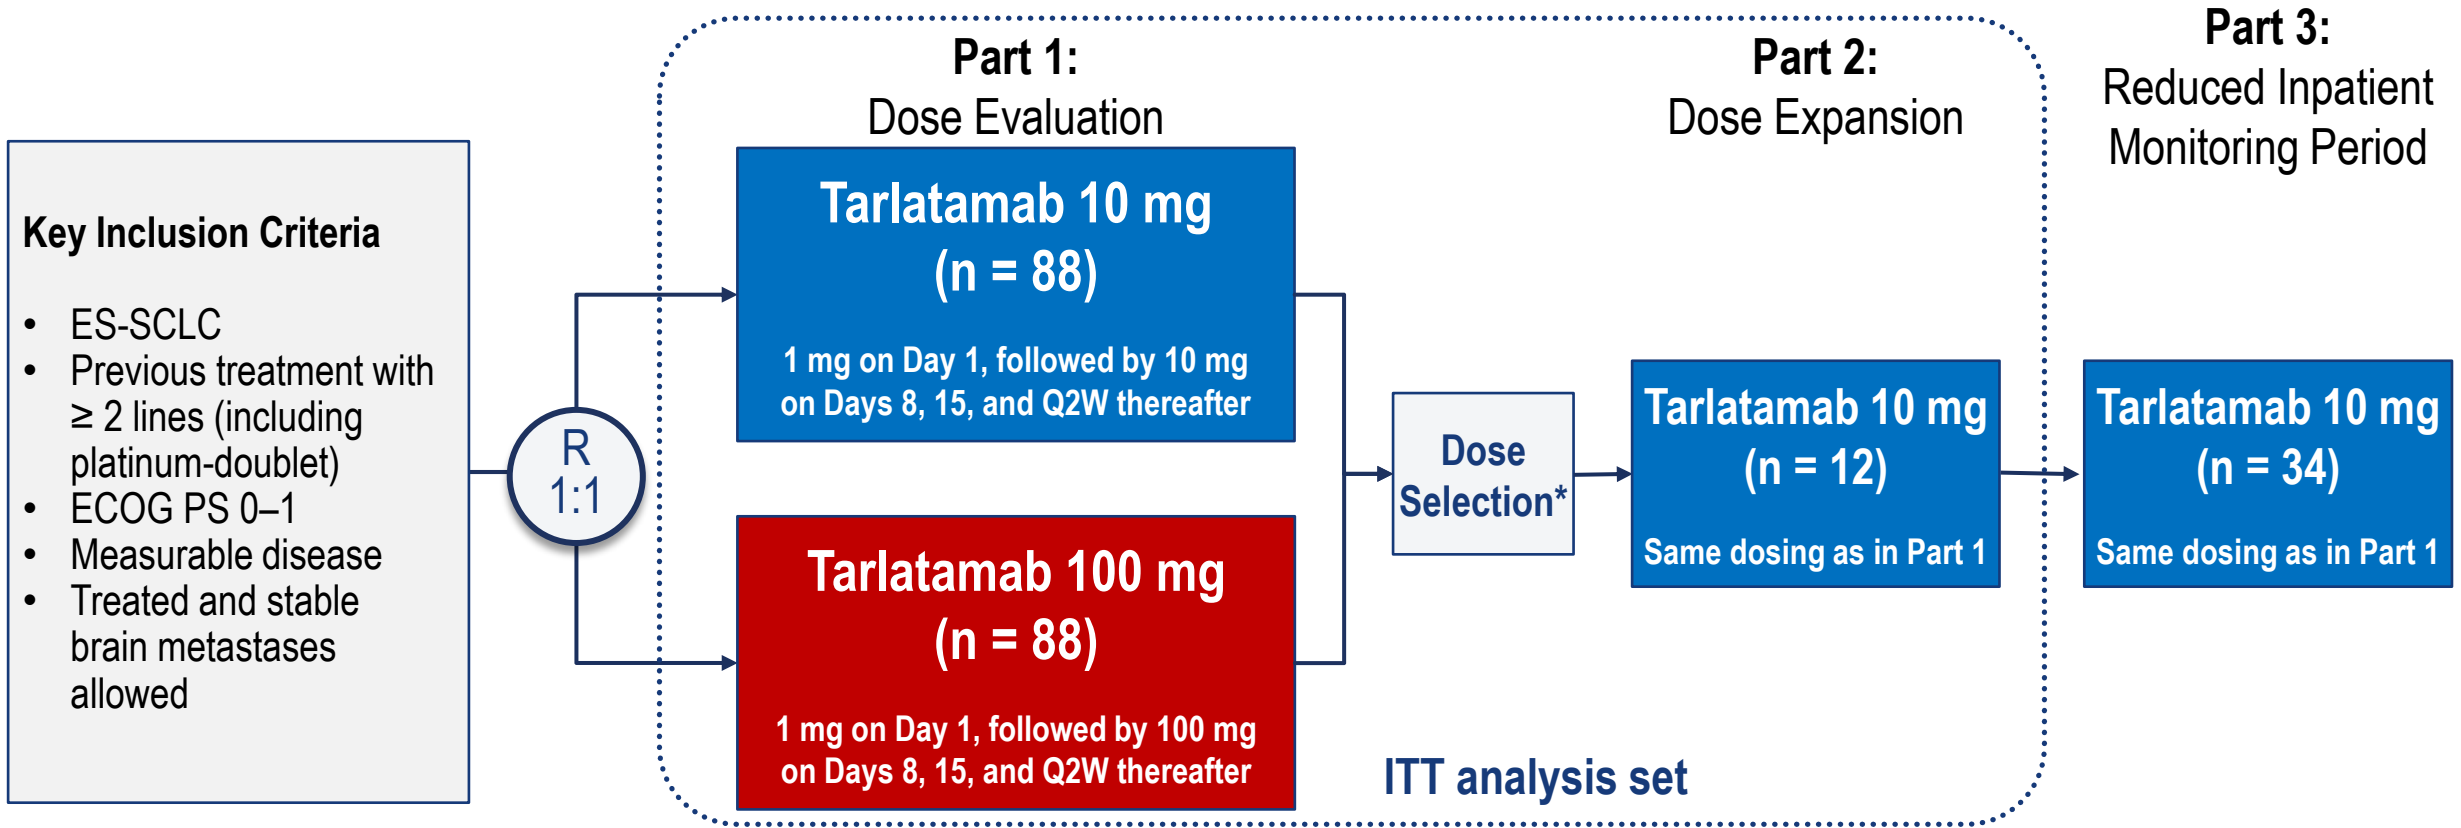 Key Inclusion Criteria
• ES-SCLC
• Previous treatment with
≥ 2 lines (including
platinum-doublet)
• ECOG PS 0–1
• Measurable disease
• Treated and stable
brain metastases
allowed
R
1:1
Part 1:
Dose Evaluation
Tarlatamab 10 mg
(n = 88)
1 mg on Day 1, followed by 10 mg
on Days 8, 15, and Q2W thereafter
Tarlatamab 100 mg
(n = 88)
1 mg on Day 1, followed by 100 mg
on Days 8, 15, and Q2W thereafter
Dose
Selection*
Part 2:
Dose Expansion
Tarlatamab 10 mg
(n = 12)
Same dosing as in Part 1
ITT analysis set
Part 3:
Reduced Inpatient
Monitoring Period
Tarlatamab 10 mg
(n = 34)
Same dosing as in Part 1